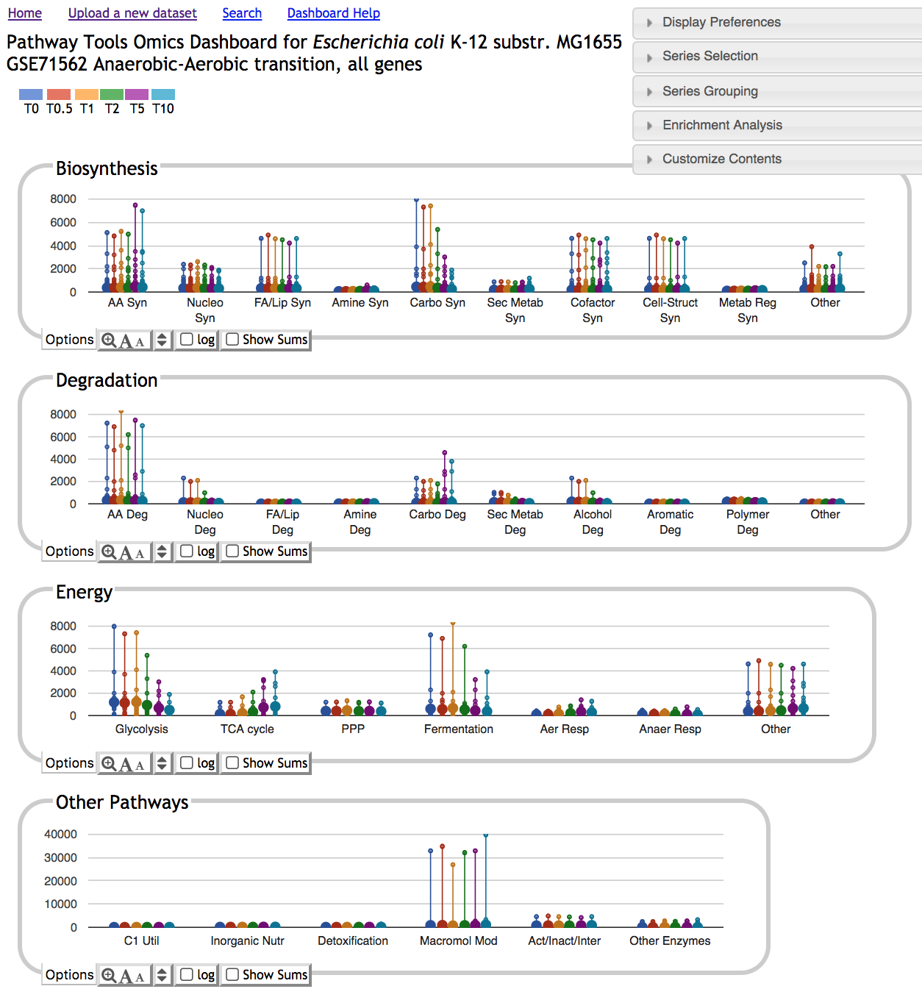 Home Upload a new dataset Search Dashboard Help
Pathway Tools Omics Dashboard for Escherichia coli K-12 substr. MG1655
GSE71562 Anaerobic-Aerobic transition, all genes
T0 T0.5 T1 T2 T5 T10
Display Preferences
Series Selection
Series Grouping
Enrichment Analysis
Customize Contents
Biosynthesis
8000
6000
4000
2000
0
AA Syn Nucleo FA/Lip Syn Amine Syn Carbo Syn Sec Metab Cofactor Cell-Struct Metab Reg Other
Syn Syn Syn Syn Syn
Options A A log Show Sums
Degradation
8000
6000
4000
2000
0
AA Deg Nucleo FA/Lip Amine Carbo Deg Sec Metab Alcohol Aromatic Polymer Other
Deg Deg Deg Deg Deg Deg Deg
Options A A log Show Sums
Energy
8000
6000
4000
2000
0
Glycolysis TCA cycle PPP Fermentation Aer Resp Anaer Resp Other
Options A A log Show Sums
Other Pathways
40000
30000
20000
10000
0
C1 Util Inorganic Nutr Detoxification Macromol Mod Act/Inact/Inter Other Enzymes
Options A A log Show Sums